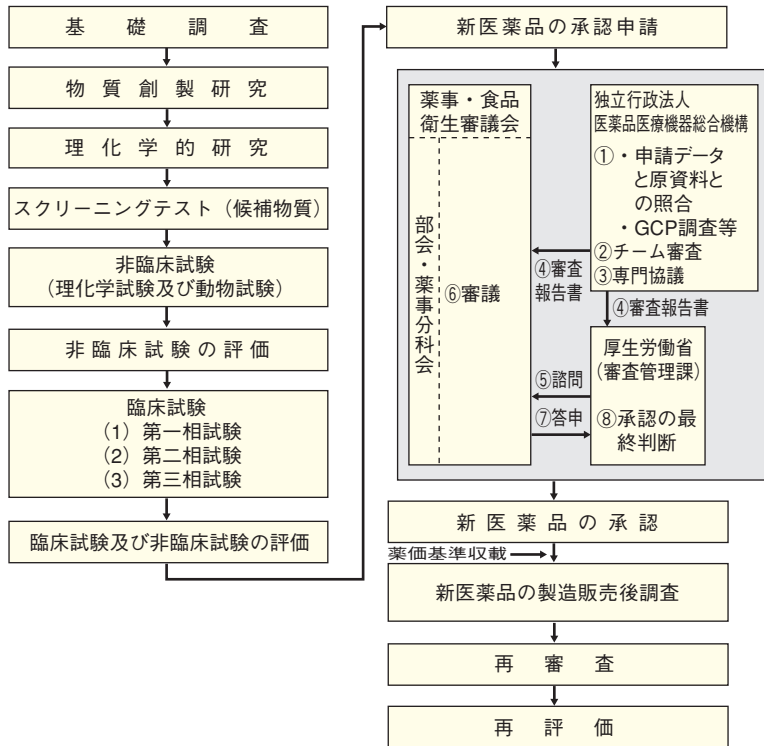 基礎調査
物質創製研究
理化学的研究
スクリーニングテスト（候補物質）
非臨床試験
（理化学試験及び動物試験）
非臨床試験の評価
臨床試験
（1）第一相試験
（2）第二相試験
（3）第三相試験
臨床試験及び非臨床試験の評価
新医薬品の承認申請
薬事・食品
衛生審議会
部会・薬事分科会
⑥審議
独立行政法人
医薬品医療機器総合機構
①・申請データ
と原資料と
の照合
・GCP調査等
②チーム審査
③専門協議
④審査
報告書
④審査報告書
厚生労働省
（審査管理課）
⑤諮問
⑦答申
⑧承認の最
終判断
新医薬品の承認
薬価基準収載
新医薬品の製造販売後調査
再審査
再評価